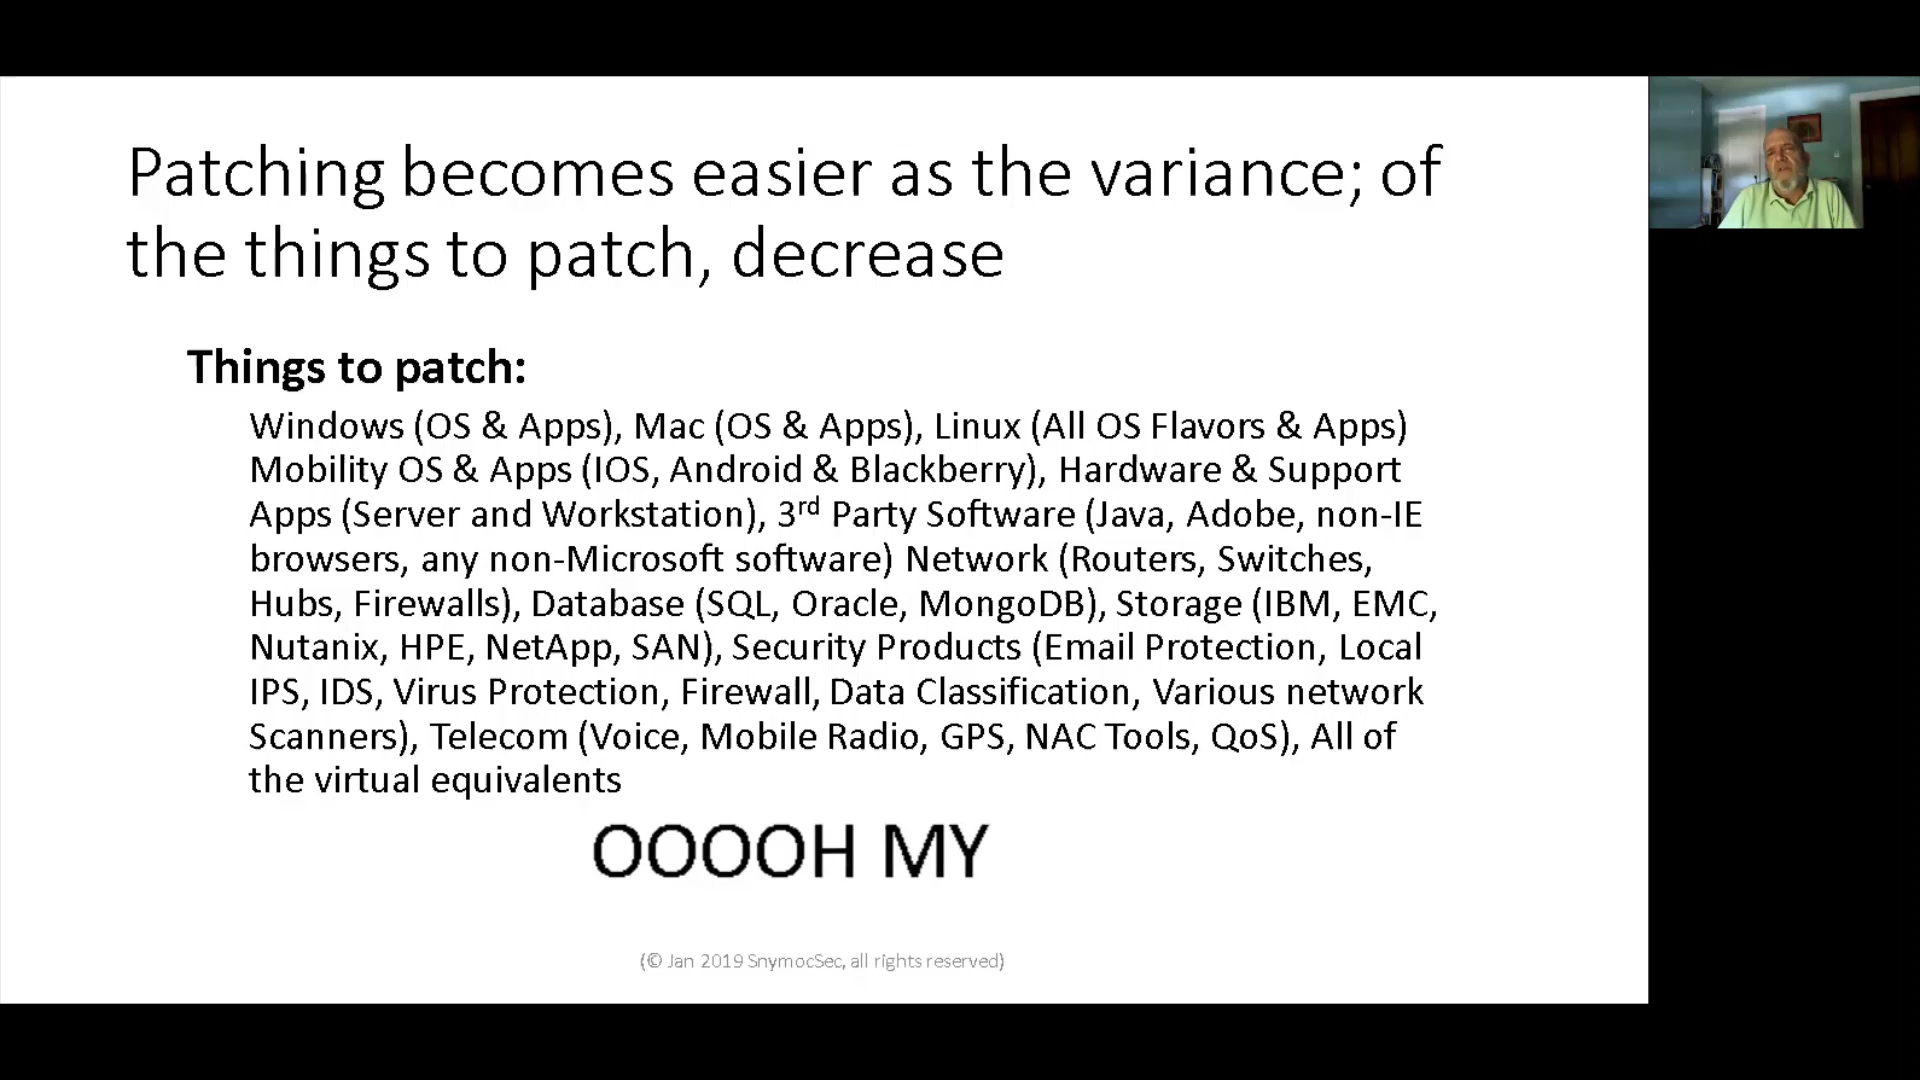 Patching becomes easier as the variance; of
the things to patch, decrease
Things to patch:
Windows (OS & Apps), Mac (OS & Apps), Linux (All OS Flavors & Apps)
Mobility OS & Apps (IOS, Android & Blackberry), Hardware & Support
Apps (Server and Workstation), 3rd Party Software (Java, Adobe, non-IE
browsers, any non-Microsoft software) Network (Routers, Switches,
Hubs, Firewalls), Database (SQL, Oracle, MongoDB), Storage (IBM, EMC,
Nutanix, HPE, NetApp, SAN), Security Products (Email Protection, Local
IPS, IDS, Virus Protection, Firewall, Data Classification, Various network
Scanners), Telecom (Voice, Mobile Radio, GPS, NAC Tools, QoS), All of
the virtual equivalents
OOOOH MY
(© Jan 2019 SnymocSec, all rights reserved)